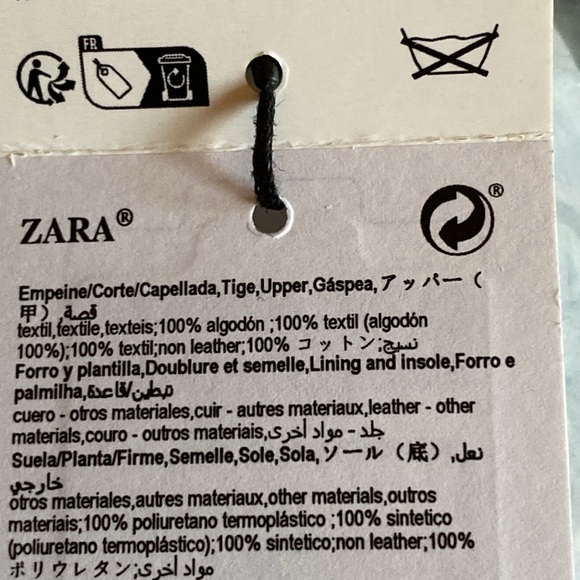 FR
ZARA®
®
Empeine/Corte/Capellada,Tige,Upper,Gáspea,アッパー（
甲）,قصة
textil,textile,texteis;100% algodón ;100% textil (algodón
100%);100% textil;non leather;100% コットン;نسيج
Forro y plantilla,Doublure et semelle,Lining and insole,Forro e
palmilha,مبطن/قاعدة
cuero - otros materiales,cuir - autres materiaux,leather - other
materials,couro - outros materiais,جلد - مواد أخرى
Suela/Planta/Firme,Semelle,Sole,Sola,ソール（底）,نعل
خارجي
otros materiales,autres materiaux,other materials,outros
materiais;100% poliuretano termoplástico ;100% sintetico
(poliuretano termoplástico);100% sintetico;non leather;100%
ポリウレタン;مواد أخرى